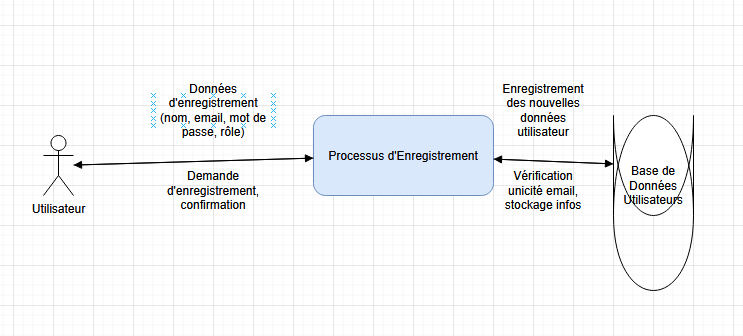 Données
d'enregistrement
(nom, email, mot de
passe, rôle)
Demande
d'enregistrement,
confirmation
Utilisateur
Processus d'Enregistrement
Enregistrement
des nouvelles
données
utilisateur
Vérification
unicité email,
stockage infos
Base de
Données
Utilisateurs